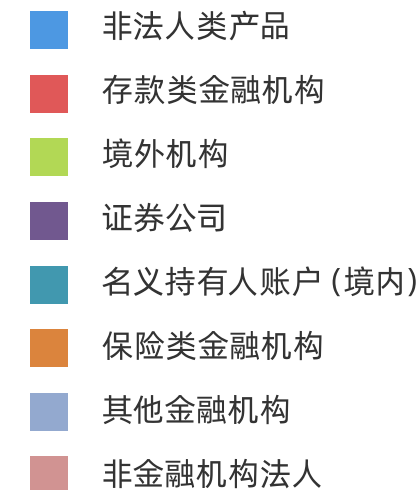 非法人类产品
存款类金融机构
境外机构
证券公司
名义持有人账户 (境内)
保险类金融机构
其他金融机构
非金融机构法人